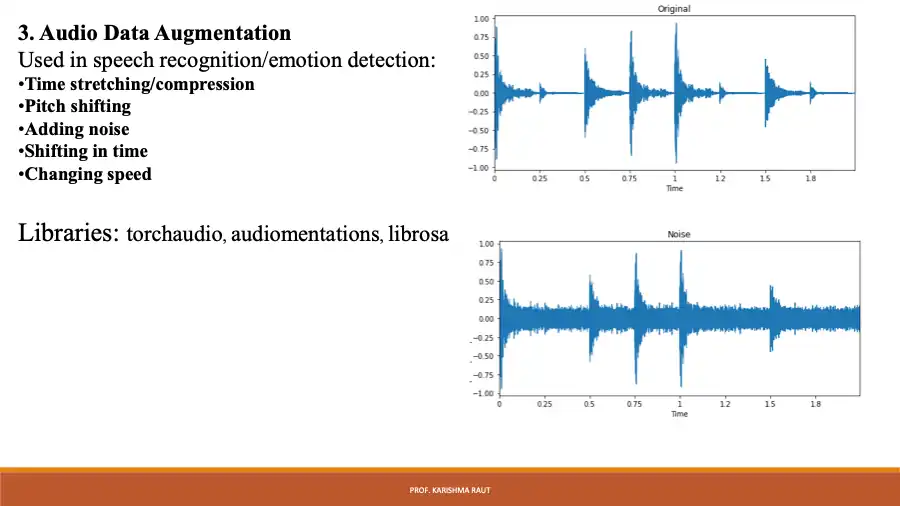 3. Audio Data Augmentation
Used in speech recognition/emotion detection:
•Time stretching/compression
•Pitch shifting
•Adding noise
•Shifting in time
•Changing speed
Libraries: torchaudio, audiomentations, librosa
Original
1.00
0.75
0.50
0.25
0.00
−0.25
−0.50
−0.75
−1.00
0 0.25 0.5 0.75 1 1.2 1.5 1.8
Time
Noise
1.00
0.75
0.50
0.25
0.00
−0.25
−0.50
−0.75
−1.00
0 0.25 0.5 0.75 1 1.2 1.5 1.8
Time
PROF. KARISHMA RAUT